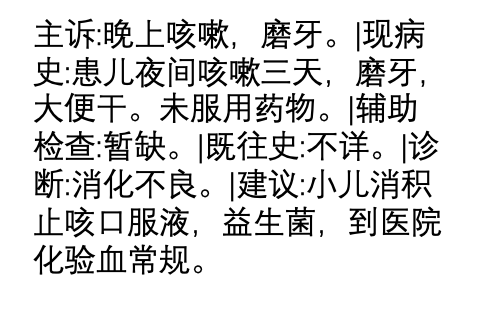 主诉:晚上咳嗽，磨牙。|现病
史:患儿夜间咳嗽三天，磨牙，
大便干。未服用药物。|辅助
检查:暂缺。|既往史:不详。|诊
断:消化不良。|建议:小儿消积
止咳口服液，益生菌，到医院
化验血常规。